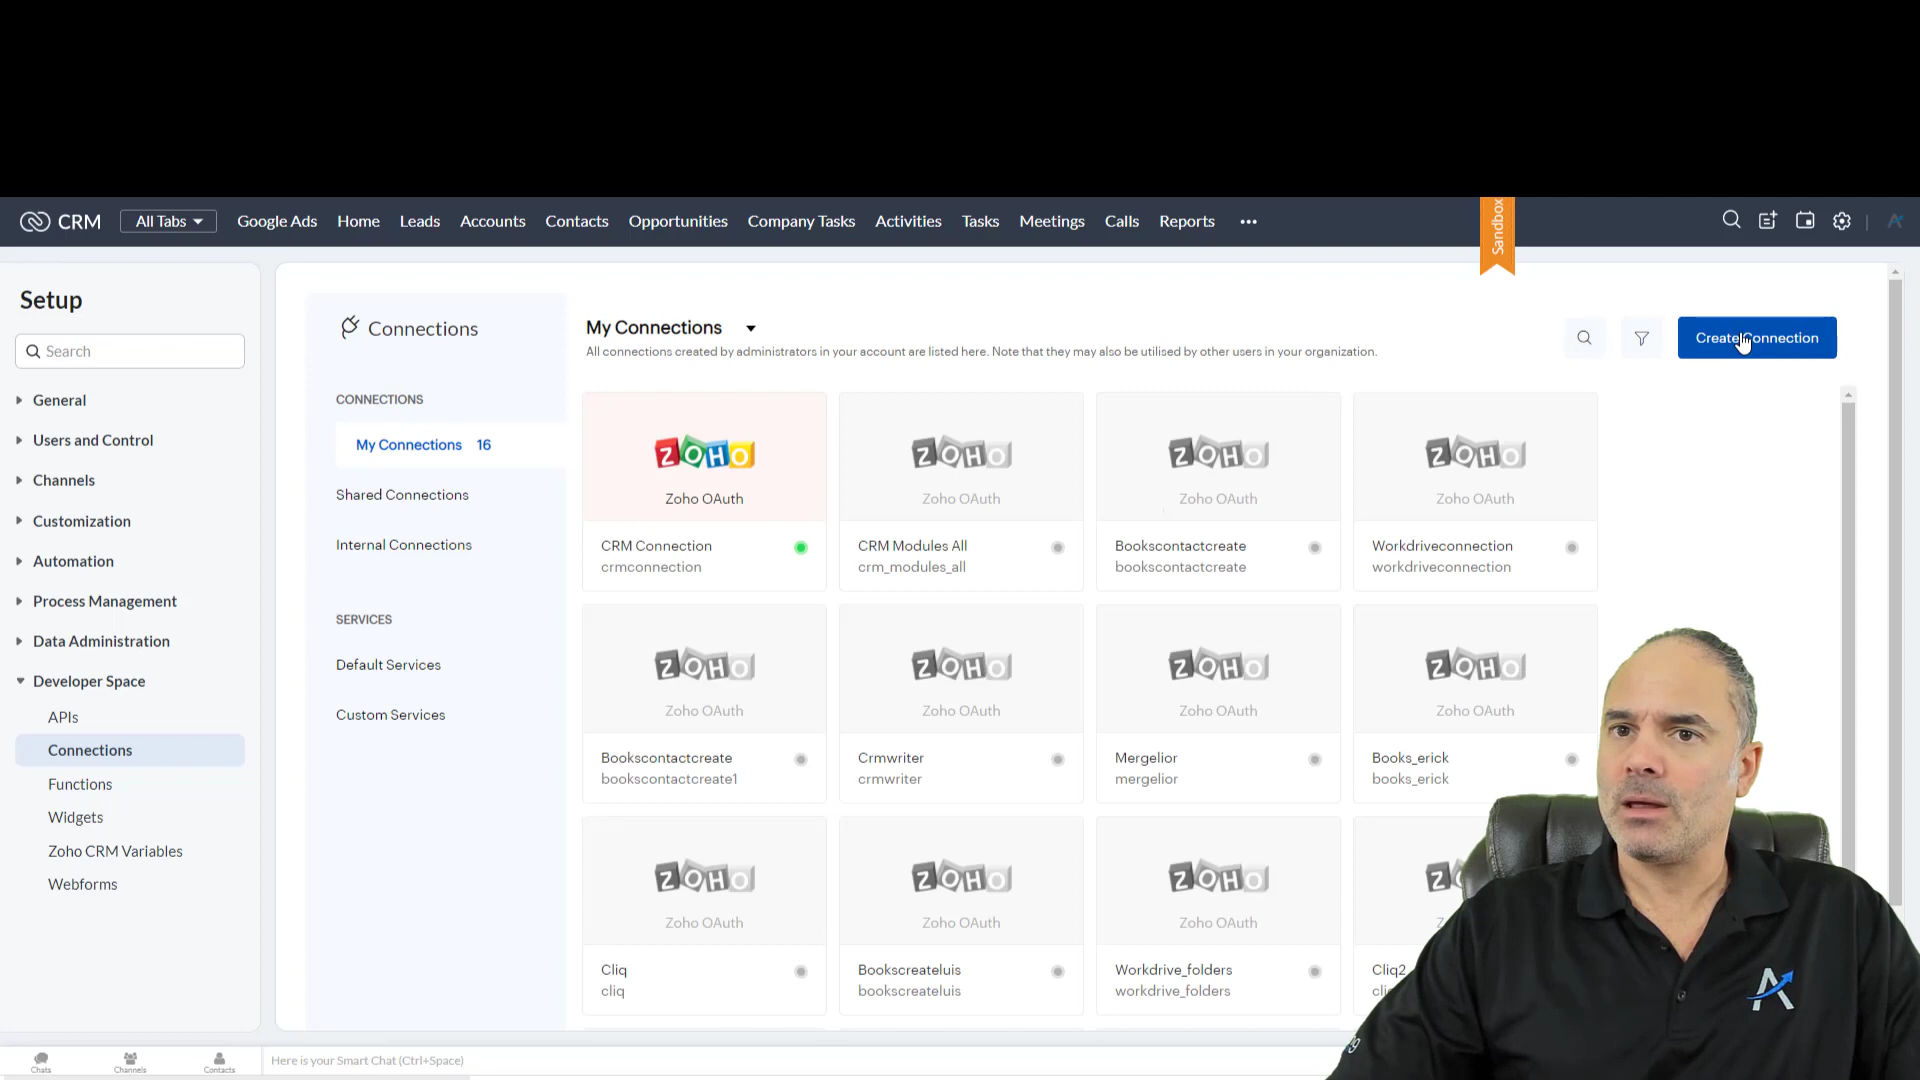 CRM
All Tabs
Google Ads
Home
Leads
Accounts
Contacts
Opportunities
Company Tasks
Activities
Tasks
Meetings
Calls
Reports
Sandbox
Setup
Search
General
Users and Control
Channels
Customization
Automation
Process Management
Data Administration
Developer Space
APIs
Connections
Functions
Widgets
Zoho CRM Variables
Webforms
Connections
CONNECTIONS
My Connections 16
Shared Connections
Internal Connections
SERVICES
Default Services
Custom Services
My Connections
All connections created by administrators in your account are listed here. Note that they may also be utilised by other users in your organization.
Create Connection
ZOHO
Zoho OAuth
CRM Connection
crmconnection
ZOHO
Zoho OAuth
CRM Modules All
crm_modules_all
ZOHO
Zoho OAuth
Bookscontactcreate
bookscontactcreate
ZOHO
Zoho OAuth
Workdriveconnection
workdriveconnection
ZOHO
Zoho OAuth
Bookscontactcreate
bookscontactcreate1
ZOHO
Zoho OAuth
Crmwriter
crmwriter
ZOHO
Zoho OAuth
Mergelior
mergelior
ZOHO
Zoho OAuth
Books_erick
books_erick
ZOHO
Zoho OAuth
Cliq
cliq
ZOHO
Zoho OAuth
Bookscreateluis
bookscreateluis
ZOHO
Zoho OAuth
Workdrive_folders
workdrive_folders
Cliq2
Chats
Channels
Contacts
Here is your Smart Chat (Ctrl+Space)